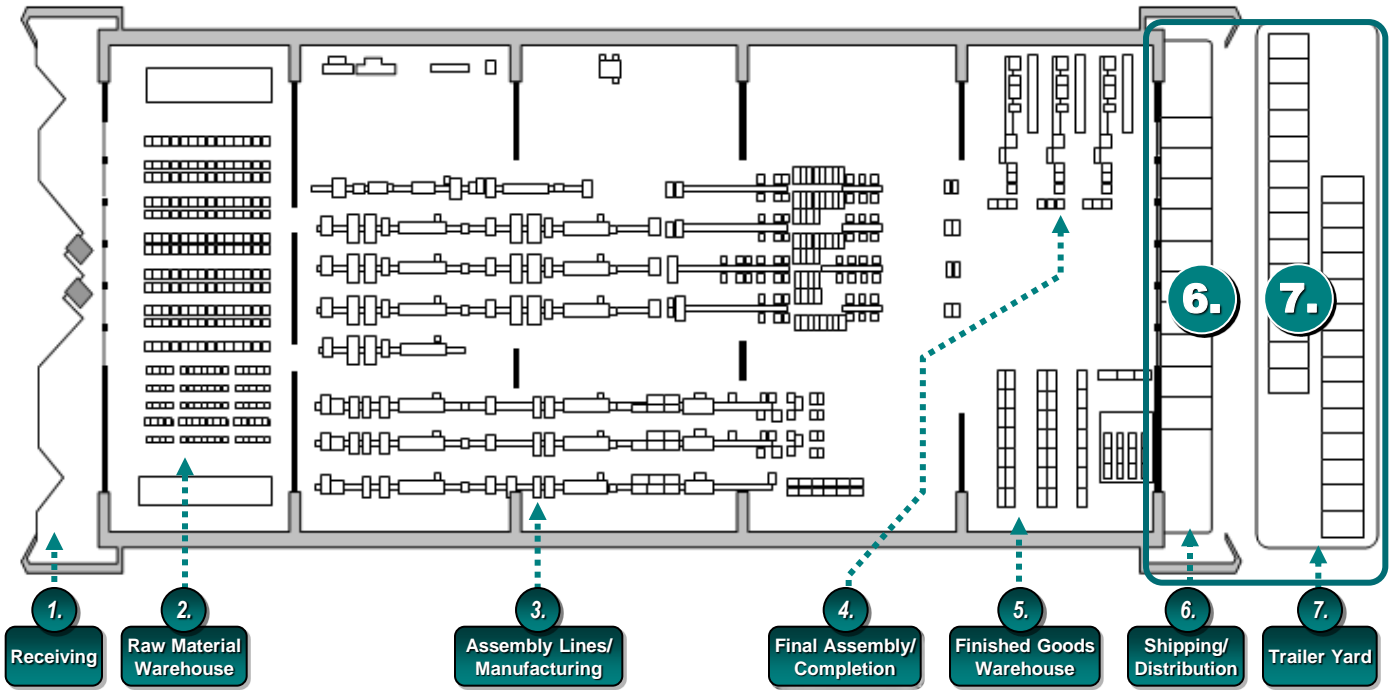 6.
7.
1.
2.
3.
4.
5.
6.
7.
Receiving
Raw Material
Warehouse
Assembly Lines/
Manufacturing
Final Assembly/
Completion
Finished Goods
Warehouse
Shipping/
Distribution
Trailer Yard